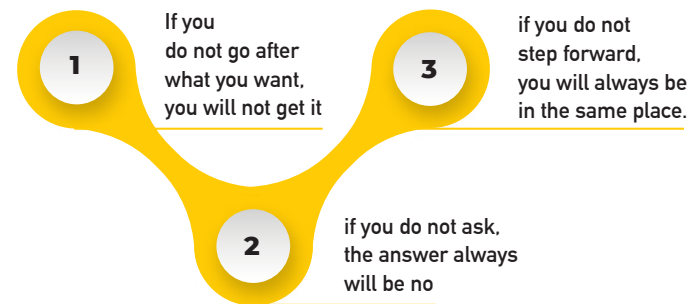 1
If you
do not go after
what you want,
you will not get it
2
if you do not ask,
the answer always
will be no
3
if you do not
step forward,
you will always be
in the same place.